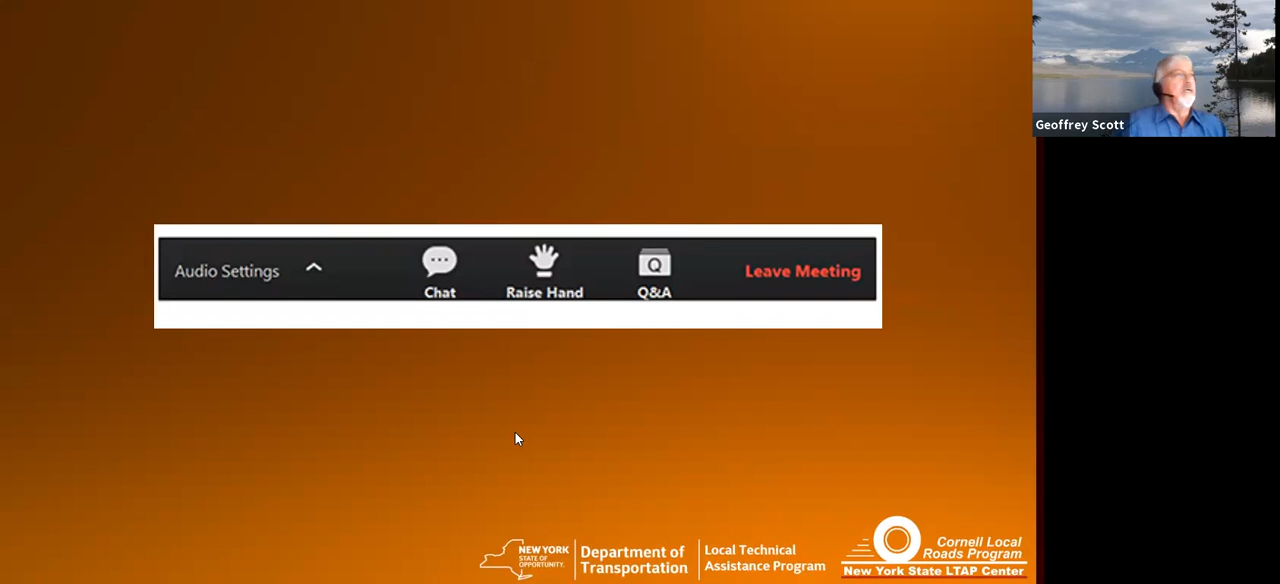 Geoffrey Scott
Audio Settings
Chat
Raise Hand
Q
Q&A
Leave Meeting
NEW YORK
STATE OF
OPPORTUNITY.
Department of
Transportation
Local Technical
Assistance Program
Cornell Local
Roads Program
New York State LTAP Center